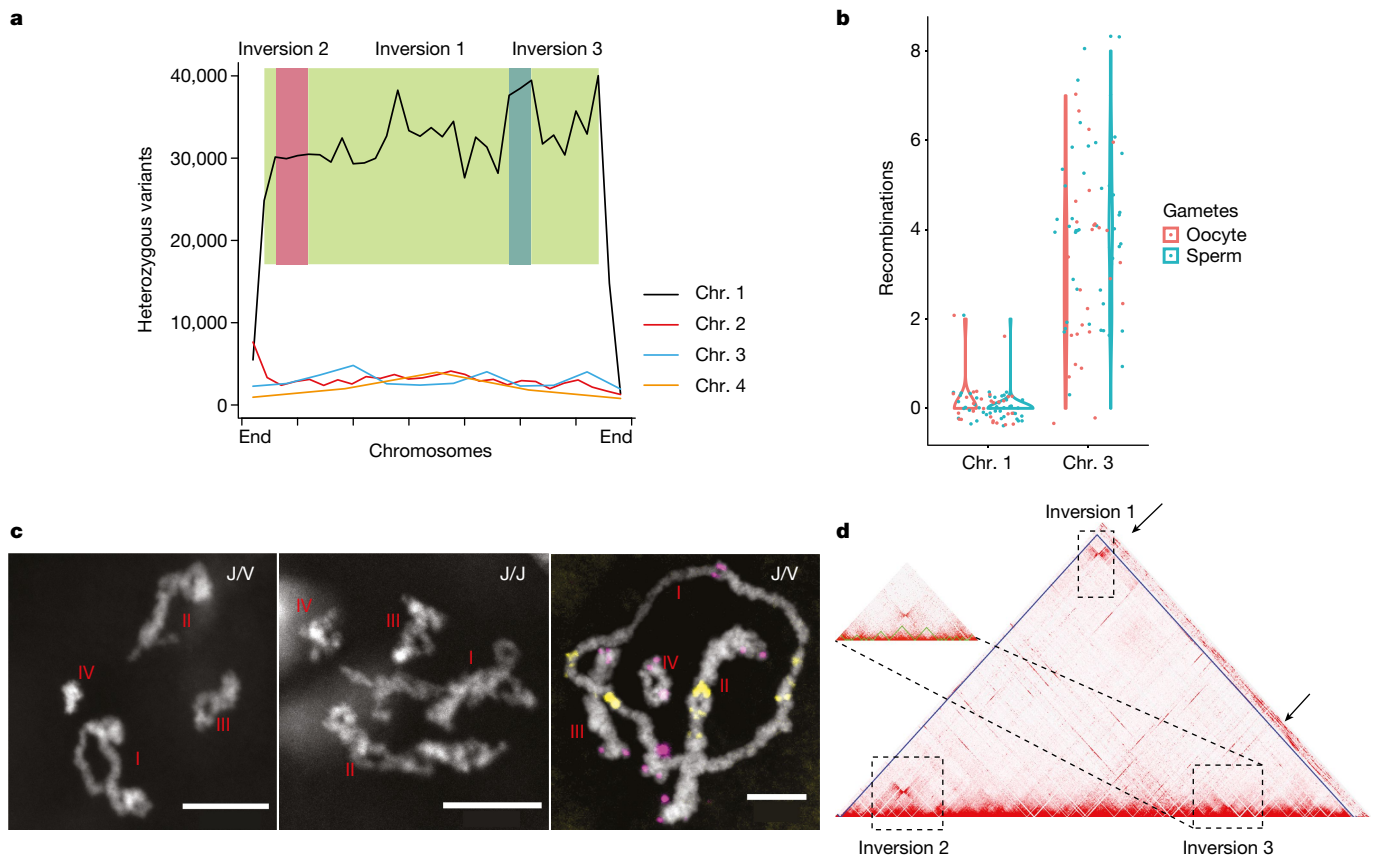 a
Inversion 2 Inversion 1 Inversion 3
40,000
30,000
20,000
10,000
0
Heterozygous variants
End End
Chromosomes
Chr. 1
Chr. 2
Chr. 3
Chr. 4
b
8
6
4
2
0
Recombinations
Chr. 1 Chr. 3
Gametes
Oocyte
Sperm
c
J/V
II
IV
III
I
J/J
IV
III
I
II
J/V
I
IV
II
III
d
Inversion 1
Inversion 2 Inversion 3